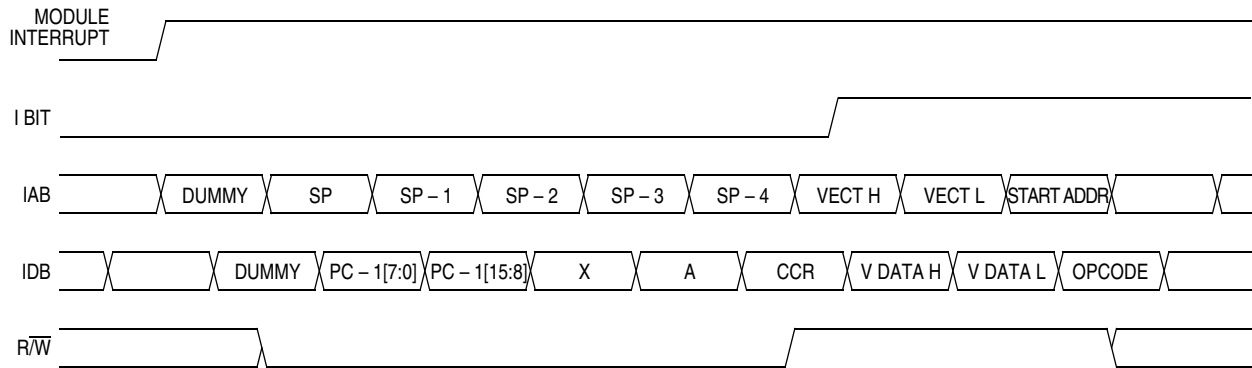 MODULE
INTERRUPT
I BIT
IAB DUMMY SP SP – 1 SP – 2 SP – 3 SP – 4 VECT H VECT L START ADDR
IDB DUMMY PC – 1[7:0] PC – 1[15:8] X A CCR V DATA H V DATA L OPCODE
R/W̅